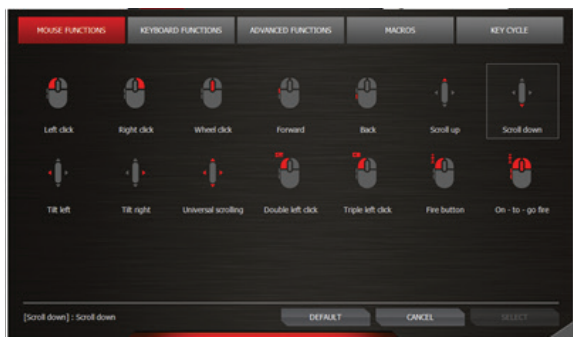 MOUSE FUNCTIONS KEYBOARD FUNCTIONS ADVANCED FUNCTIONS MACROS KEY CYCLE
Left click Right click Wheel click Forward Back Scroll up Scroll down
Tilt left Tilt right Universal scrolling Double left click Triple left click Fire button On - to - go fire
[Scroll down] : Scroll down DEFAULT CANCEL SELECT